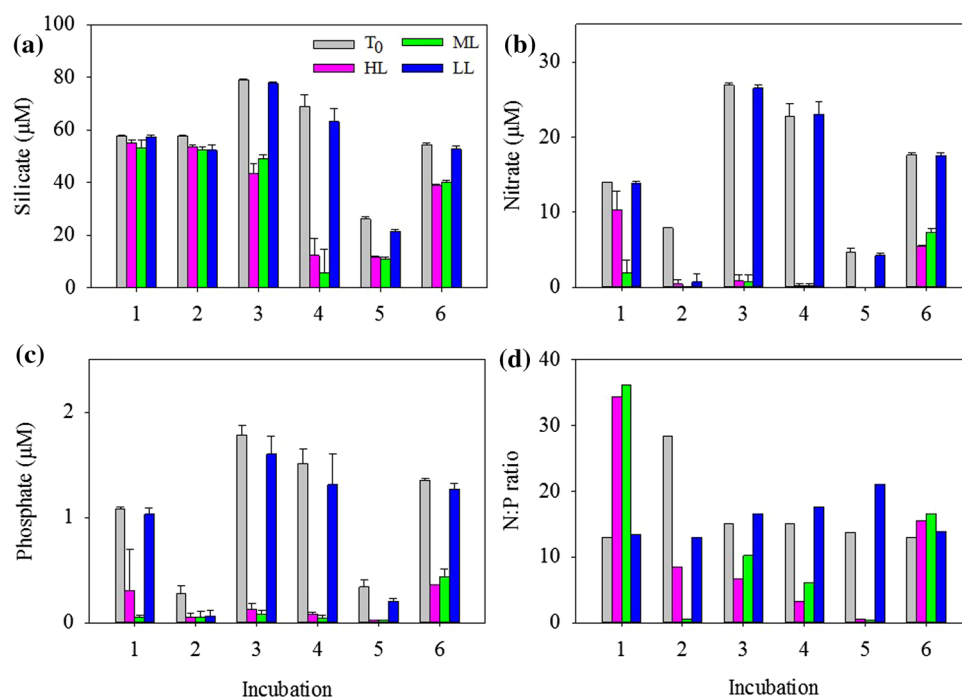 (a)
100
80
60
40
20
0
Silicate (µM)
T0 ML
HL LL
1 2 3 4 5 6
(b)
30
20
10
0
Nitrate (µM)
1 2 3 4 5 6
(c)
2
1
0
Phosphate (µM)
1 2 3 4 5 6
Incubation
(d)
40
30
20
10
0
N:P ratio
1 2 3 4 5 6
Incubation